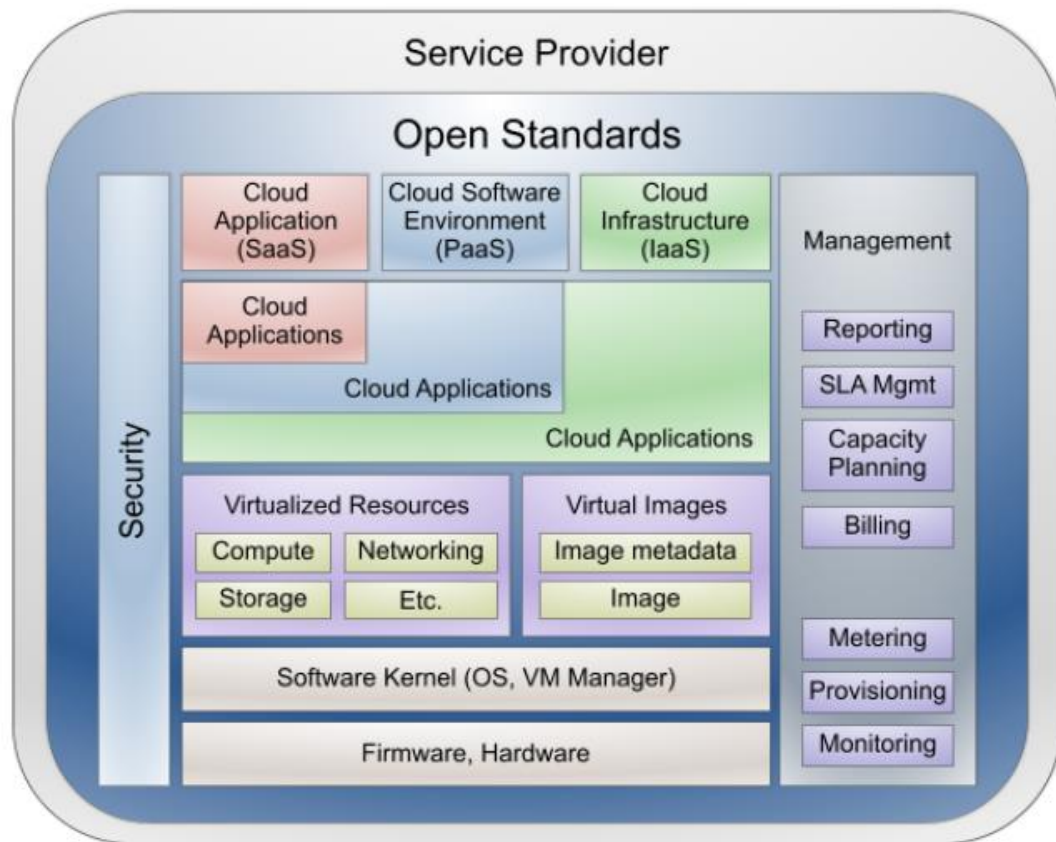 Service Provider
Open Standards
Security
Cloud
Application
(SaaS)
Cloud Software
Environment
(PaaS)
Cloud
Infrastructure
(IaaS)
Cloud
Applications
Cloud Applications
Cloud Applications
Virtualized Resources
Compute
Networking
Storage
Etc.
Virtual Images
Image metadata
Image
Software Kernel (OS, VM Manager)
Firmware, Hardware
Management
Reporting
SLA Mgmt
Capacity
Planning
Billing
Metering
Provisioning
Monitoring